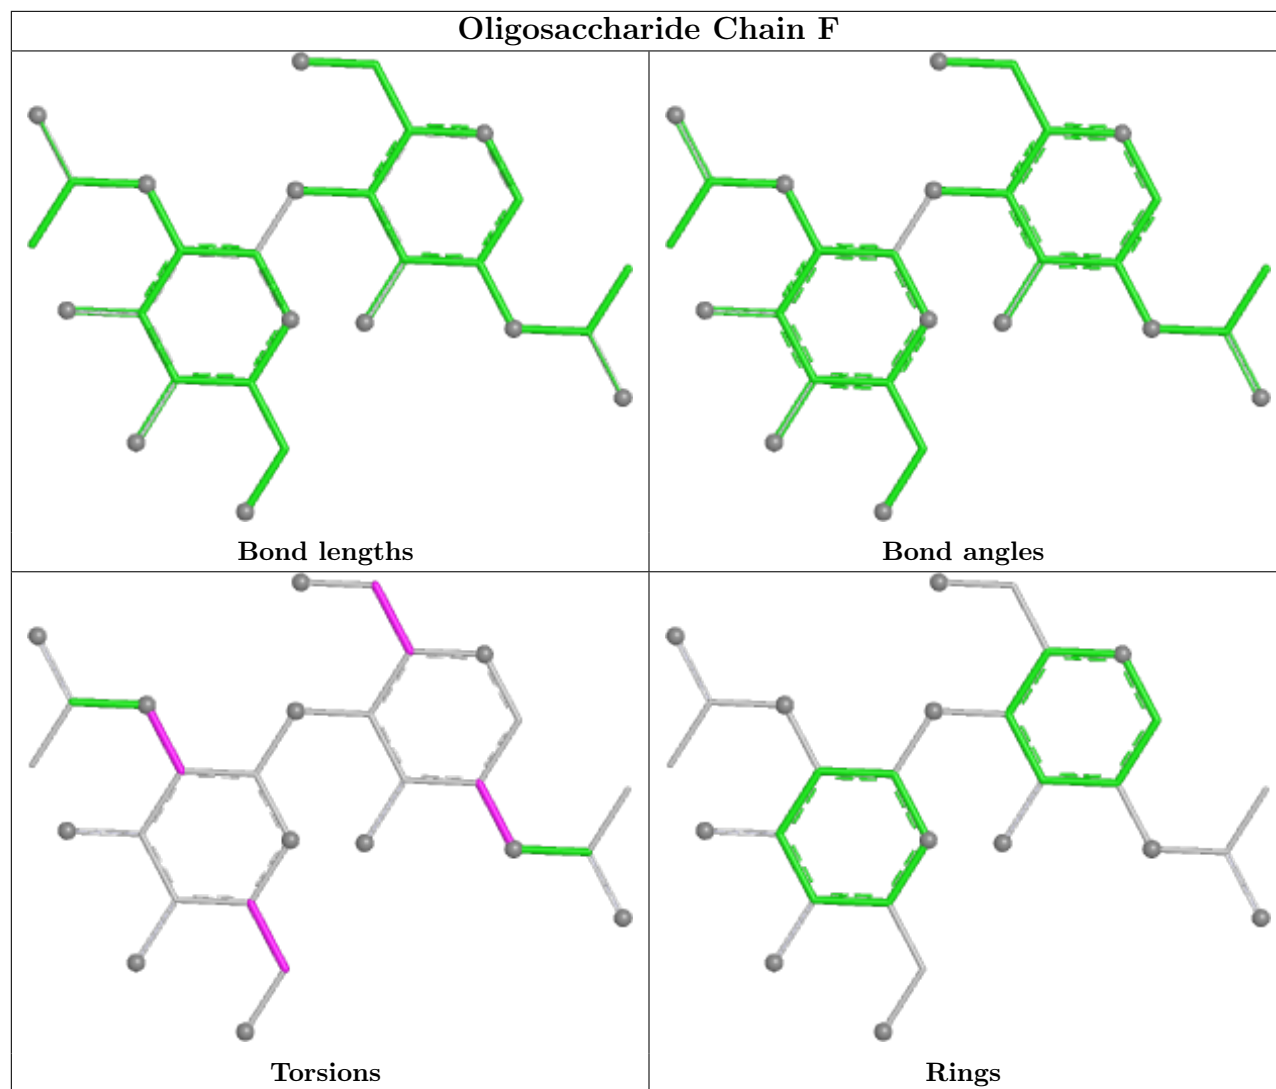 Oligosaccharide Chain F
Bond lengths
Bond angles
Torsions
Rings